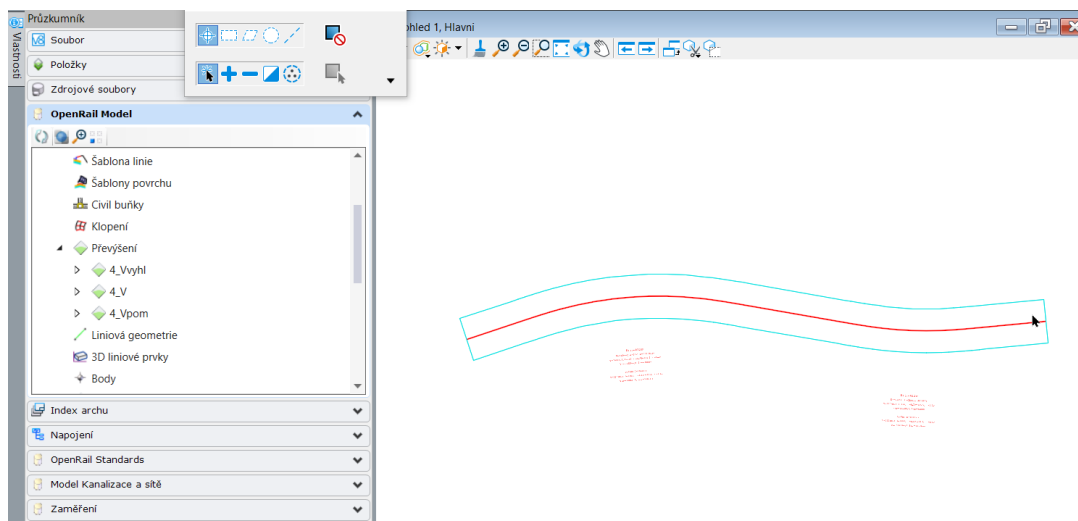 Průzkumník
Vlastnosti
Soubor
Položky
Zdrojové soubory
OpenRail Model
Šablona linie
Šablony povrchu
Civil buňky
Klopení
Převýšení
4_Vvyhl
4_V
4_Vpom
Liniová geometrie
3D liniové prvky
Body
Index archu
Napojení
OpenRail Standards
Model Kanalizace a sítě
Zaměření
ohled 1, Hlavní